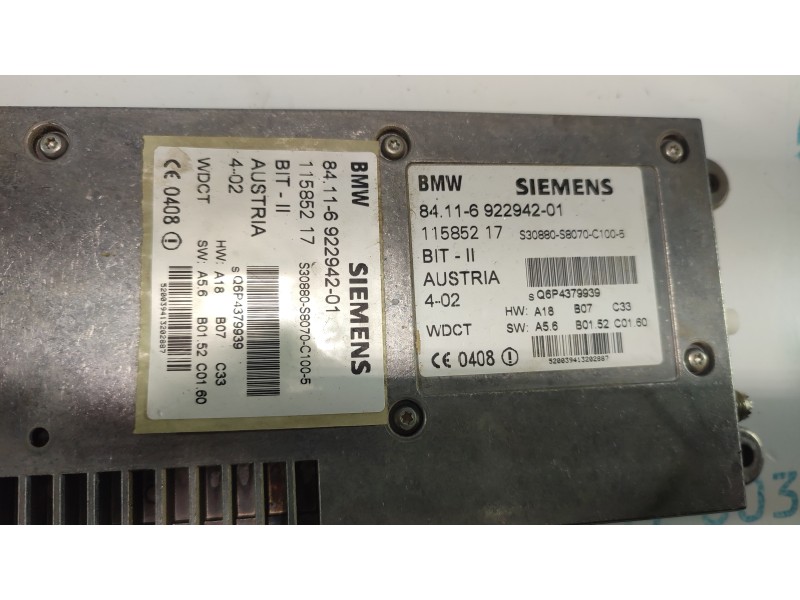 BMW SIEMENS
84.11-6 922942-01
115852 17 S30880-S8070-C100-5
BIT - II
AUSTRIA
4-02
s Q6P4379939
HW: A18 B07 C33
WDCT SW: A5.6 B01.52 C01.60
CE 0408
520039413202087
BMW SIEMENS
84.11-6 922942-01
115852 17 S30880-S8070-C100-5
BIT - II
AUSTRIA
4-02
s Q6P4379939
HW: A18 B07 C33
WDCT SW: A5.6 B01.52 C01.60
CE 0408
520039413202087